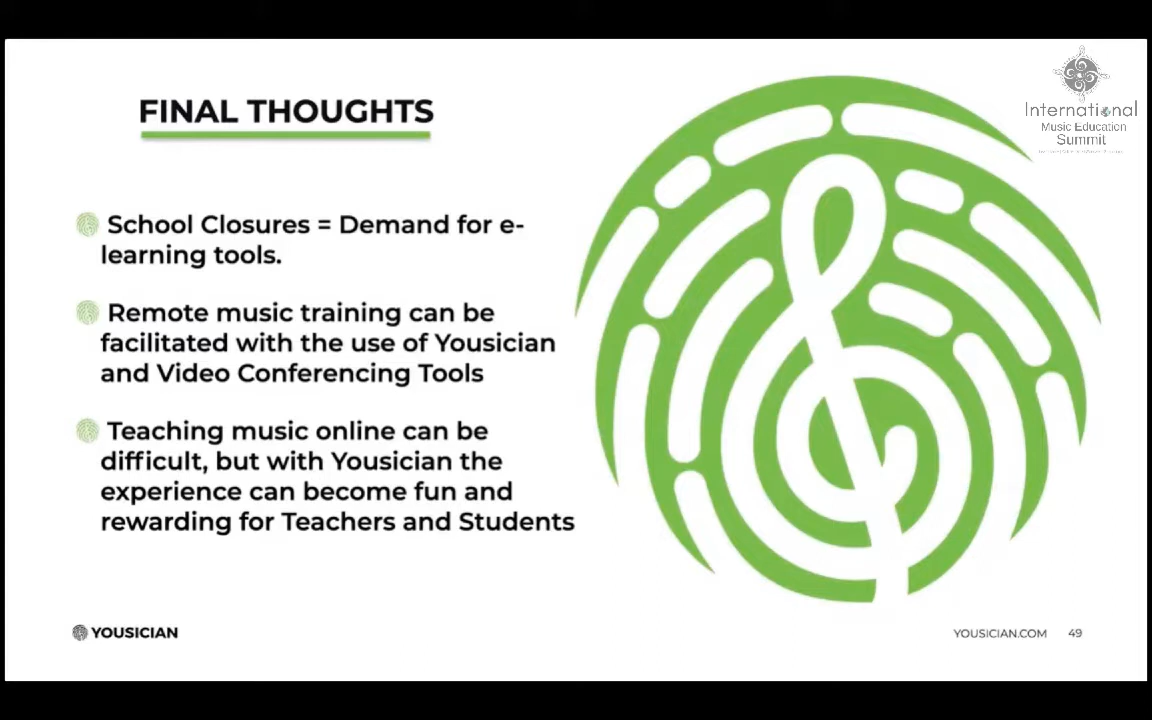 International
Music Education
Summit
FINAL THOUGHTS
School Closures = Demand for e-
learning tools.
Remote music training can be
facilitated with the use of Yousician
and Video Conferencing Tools
Teaching music online can be
difficult, but with Yousician the
experience can become fun and
rewarding for Teachers and Students
YOUSICIAN
YOUSICIAN.COM 49